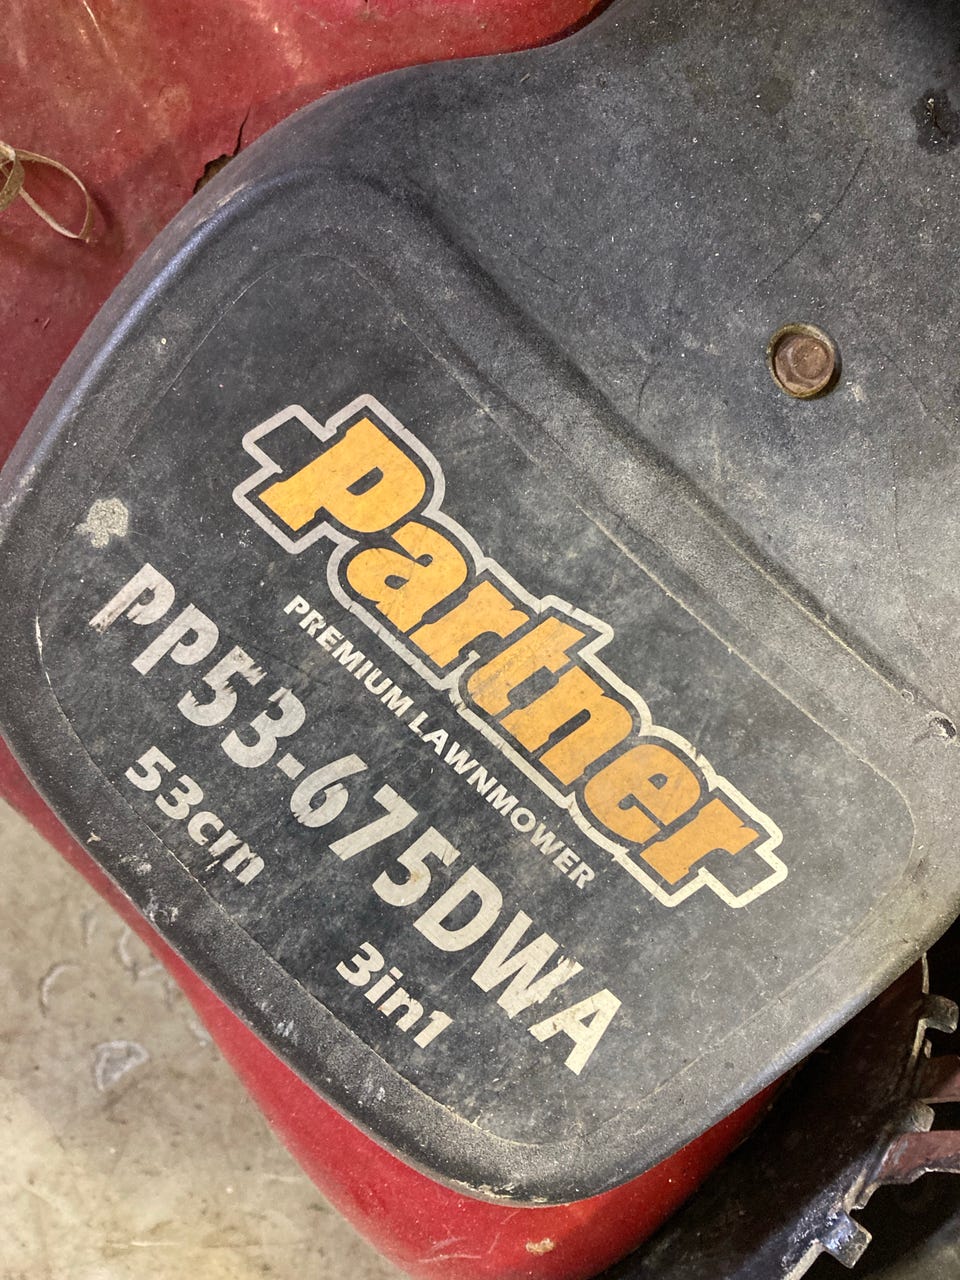 Partner
PREMIUM LAWNMOWER
PP53-675DWA
53cm 3in1